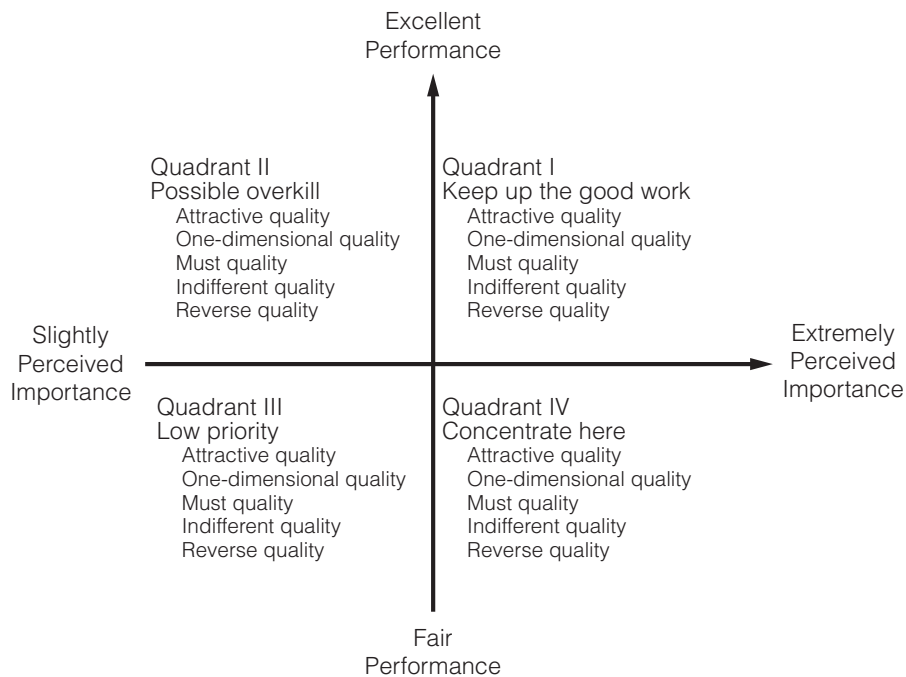 Excellent
Performance
Quadrant II
Possible overkill
Attractive quality
One-dimensional quality
Must quality
Indifferent quality
Reverse quality
Quadrant I
Keep up the good work
Attractive quality
One-dimensional quality
Must quality
Indifferent quality
Reverse quality
Slightly
Perceived
Importance
Extremely
Perceived
Importance
Quadrant III
Low priority
Attractive quality
One-dimensional quality
Must quality
Indifferent quality
Reverse quality
Quadrant IV
Concentrate here
Attractive quality
One-dimensional quality
Must quality
Indifferent quality
Reverse quality
Fair
Performance